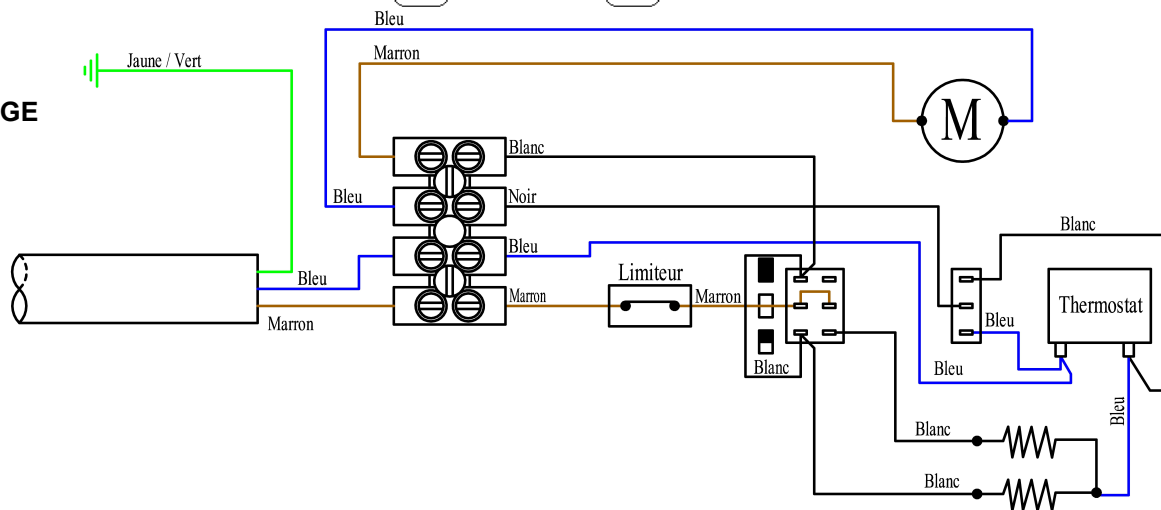 Bleu
Jaune / Vert
Marron
GE
M
Blanc
Bleu
Noir
Blanc
Bleu
Bleu
Limiteur
Thermostat
Marron
Marron
Marron
Bleu
Blanc
Bleu
Bleu
Blanc
Blanc